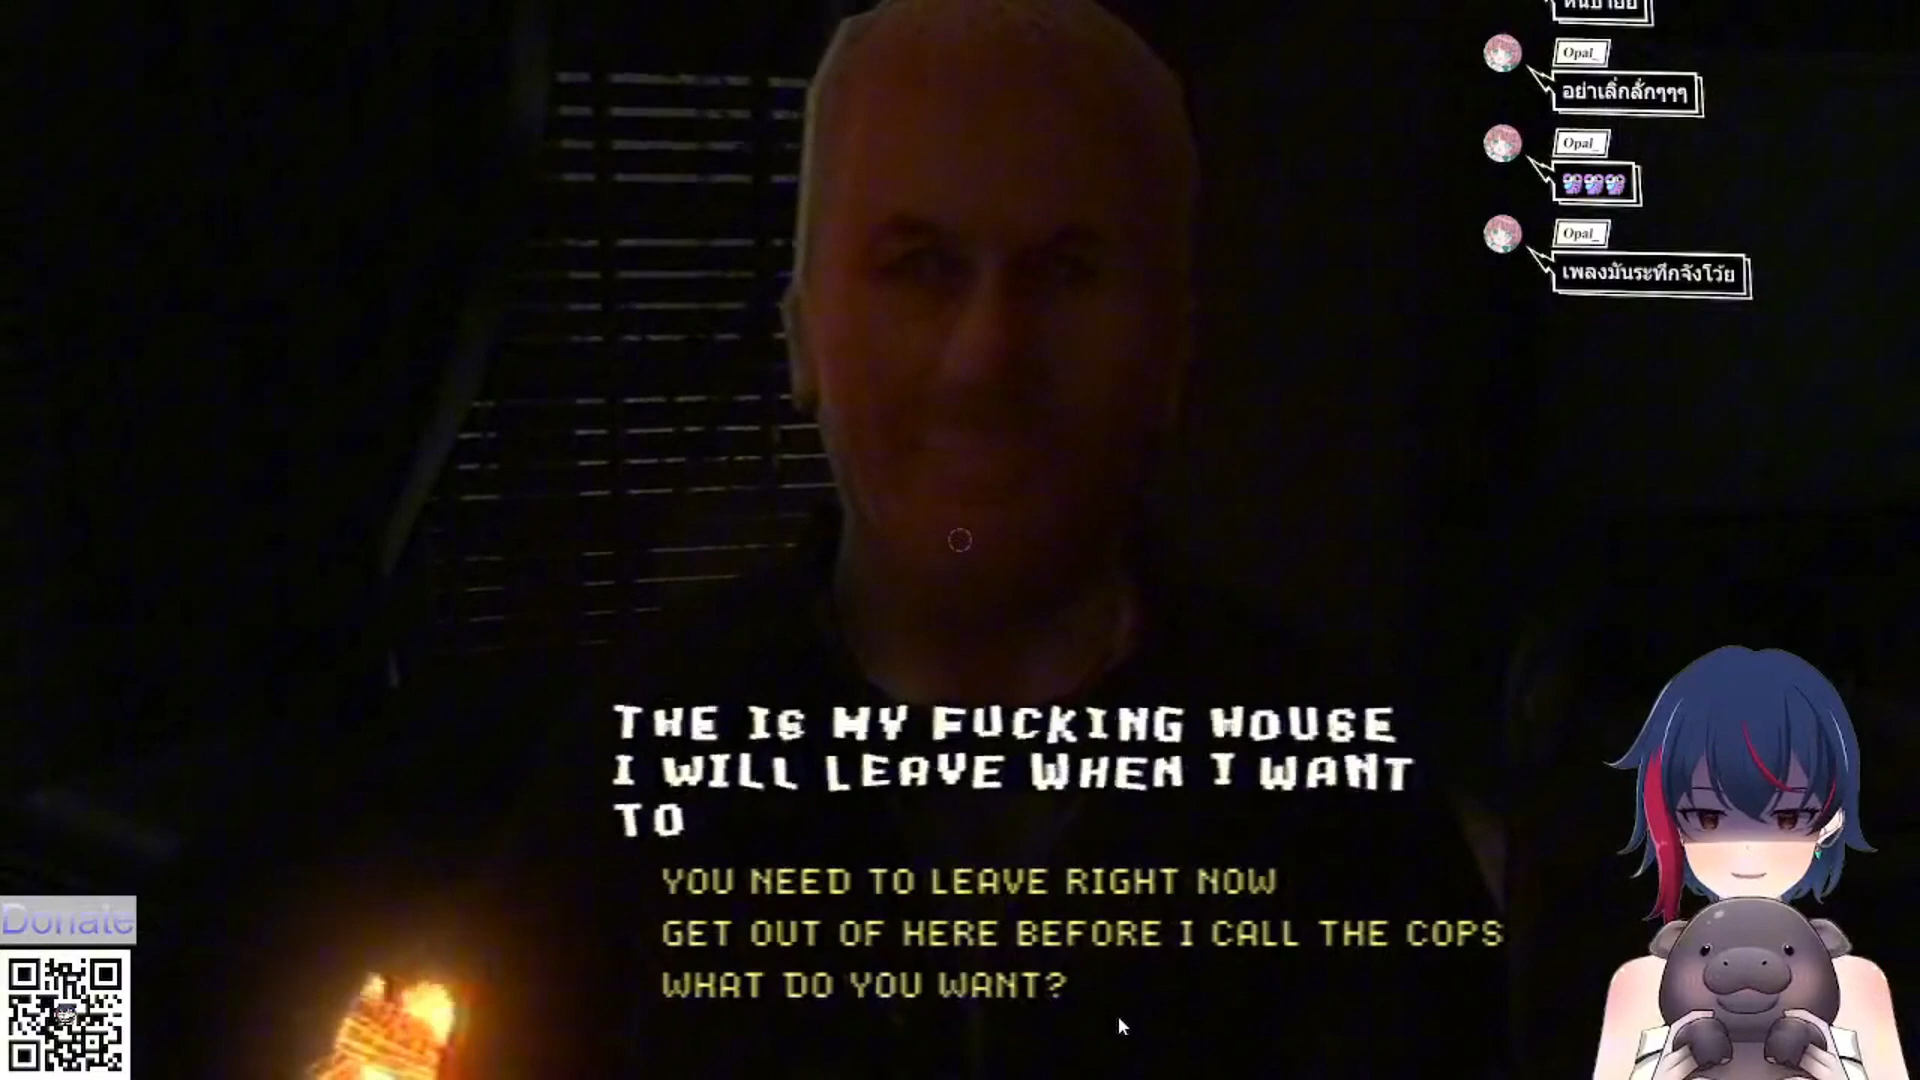 Opal_
อย่าเลิ่กลั่กๆๆๆ
Opal_
Opal_
เพลงมันระทึกจังโว้ย
THE IS MY FUCKING HOUSE
I WILL LEAVE WHEN I WANT
TO
YOU NEED TO LEAVE RIGHT NOW
GET OUT OF HERE BEFORE I CALL THE COPS
WHAT DO YOU WANT?
Donate